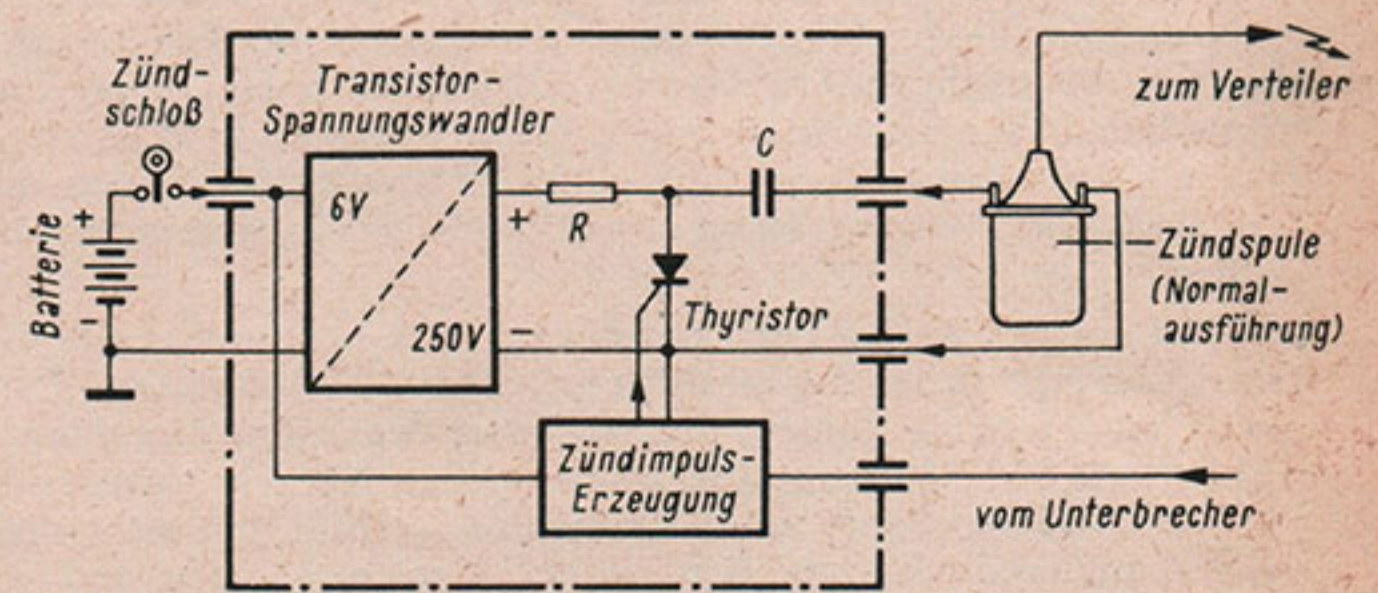 Zünd-
schloß
Transistor-
Spannungswandler
C
zum Verteiler
Batterie
+
-
6V
250V
+
-
R
Thyristor
Zündspule
(Normal-
ausführung)
Zündimpuls-
Erzeugung
vom Unterbrecher